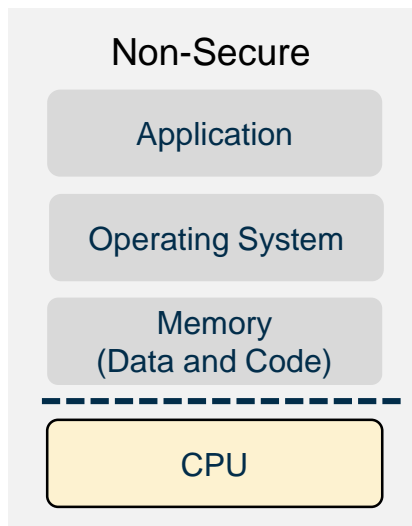 Non-Secure
Application
Operating System
Memory
(Data and Code)
CPU